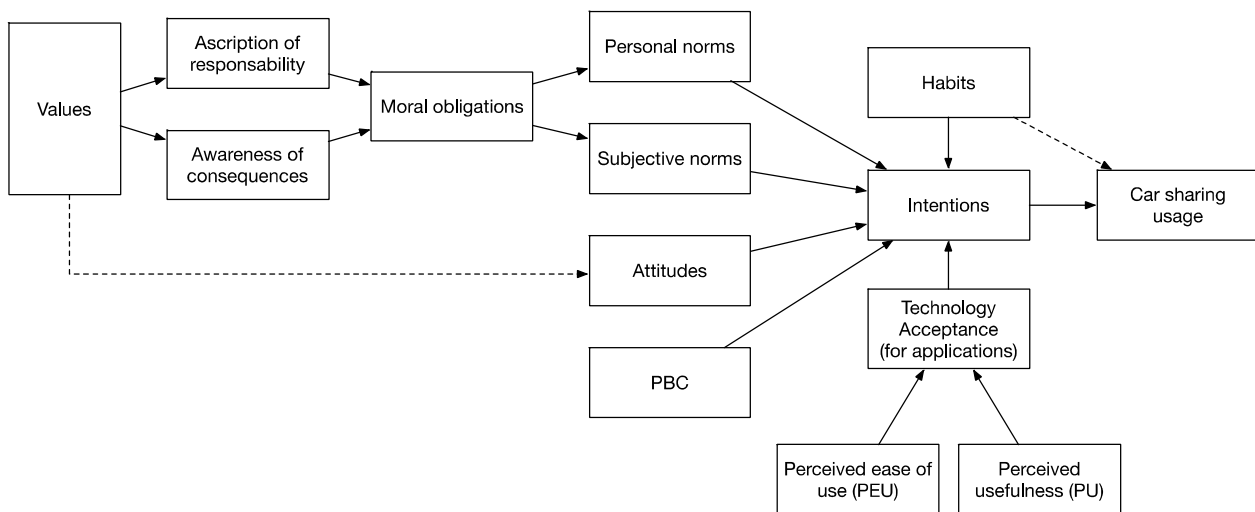 Values
Ascription of
responsability
Awareness of
consequences
Moral obligations
Personal norms
Subjective norms
Attitudes
PBC
Habits
Intentions
Car sharing
usage
Technology
Acceptance
(for applications)
Perceived ease of
use (PEU)
Perceived
usefulness (PU)